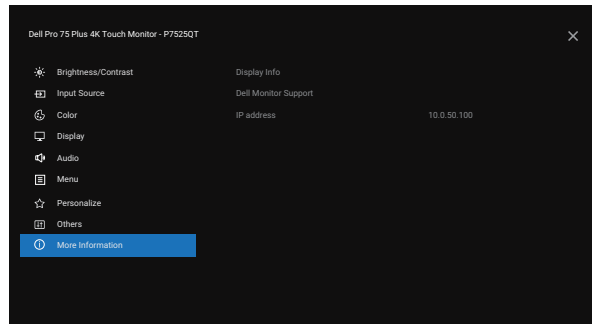 Dell Pro 75 Plus 4K Touch Monitor - P7525QT
Brightness/Contrast
Display Info
Input Source
Dell Monitor Support
Color
IP address
10.0.50.100
Display
Audio
Menu
Personalize
Others
More Information